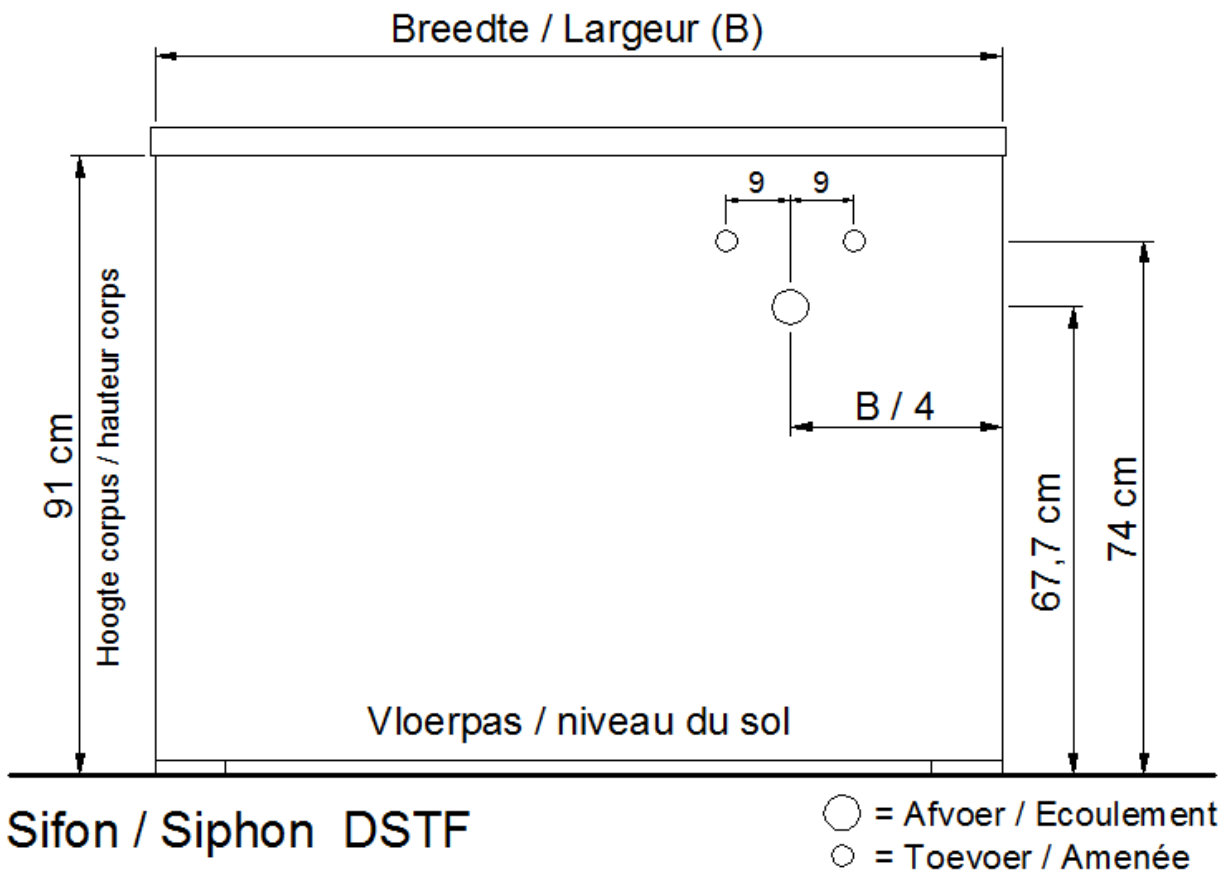 Breedte / Largeur (B)
9
9
91 cm
Hoogte corpus / hauteur corps
B / 4
67,7 cm
74 cm
Vloerpas / niveau du sol
Sifon / Siphon DSTF
= Afvoer / Ecoulement
= Toevoer / Amenée